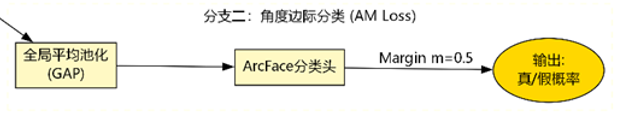 分支二：角度边际分类 (AM Loss)
全局平均池化
(GAP)
ArcFace分类头
Margin m=0.5
输出:
真/假概率